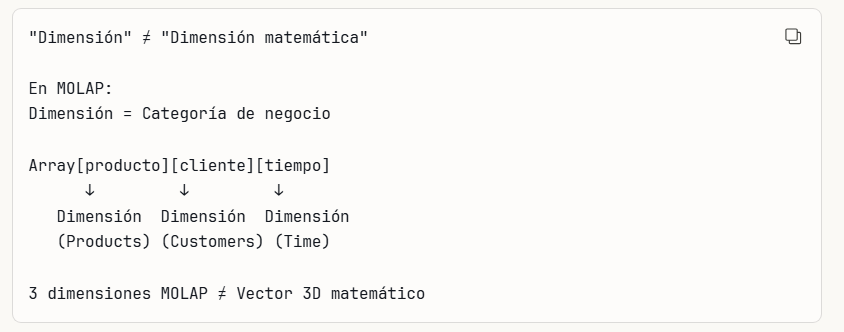 "Dimensión" ≠ "Dimensión matemática"
En MOLAP:
Dimensión = Categoría de negocio
Array[producto][cliente][tiempo]
↓ ↓ ↓
Dimensión Dimensión Dimensión
(Products) (Customers) (Time)
3 dimensiones MOLAP ≠ Vector 3D matemático